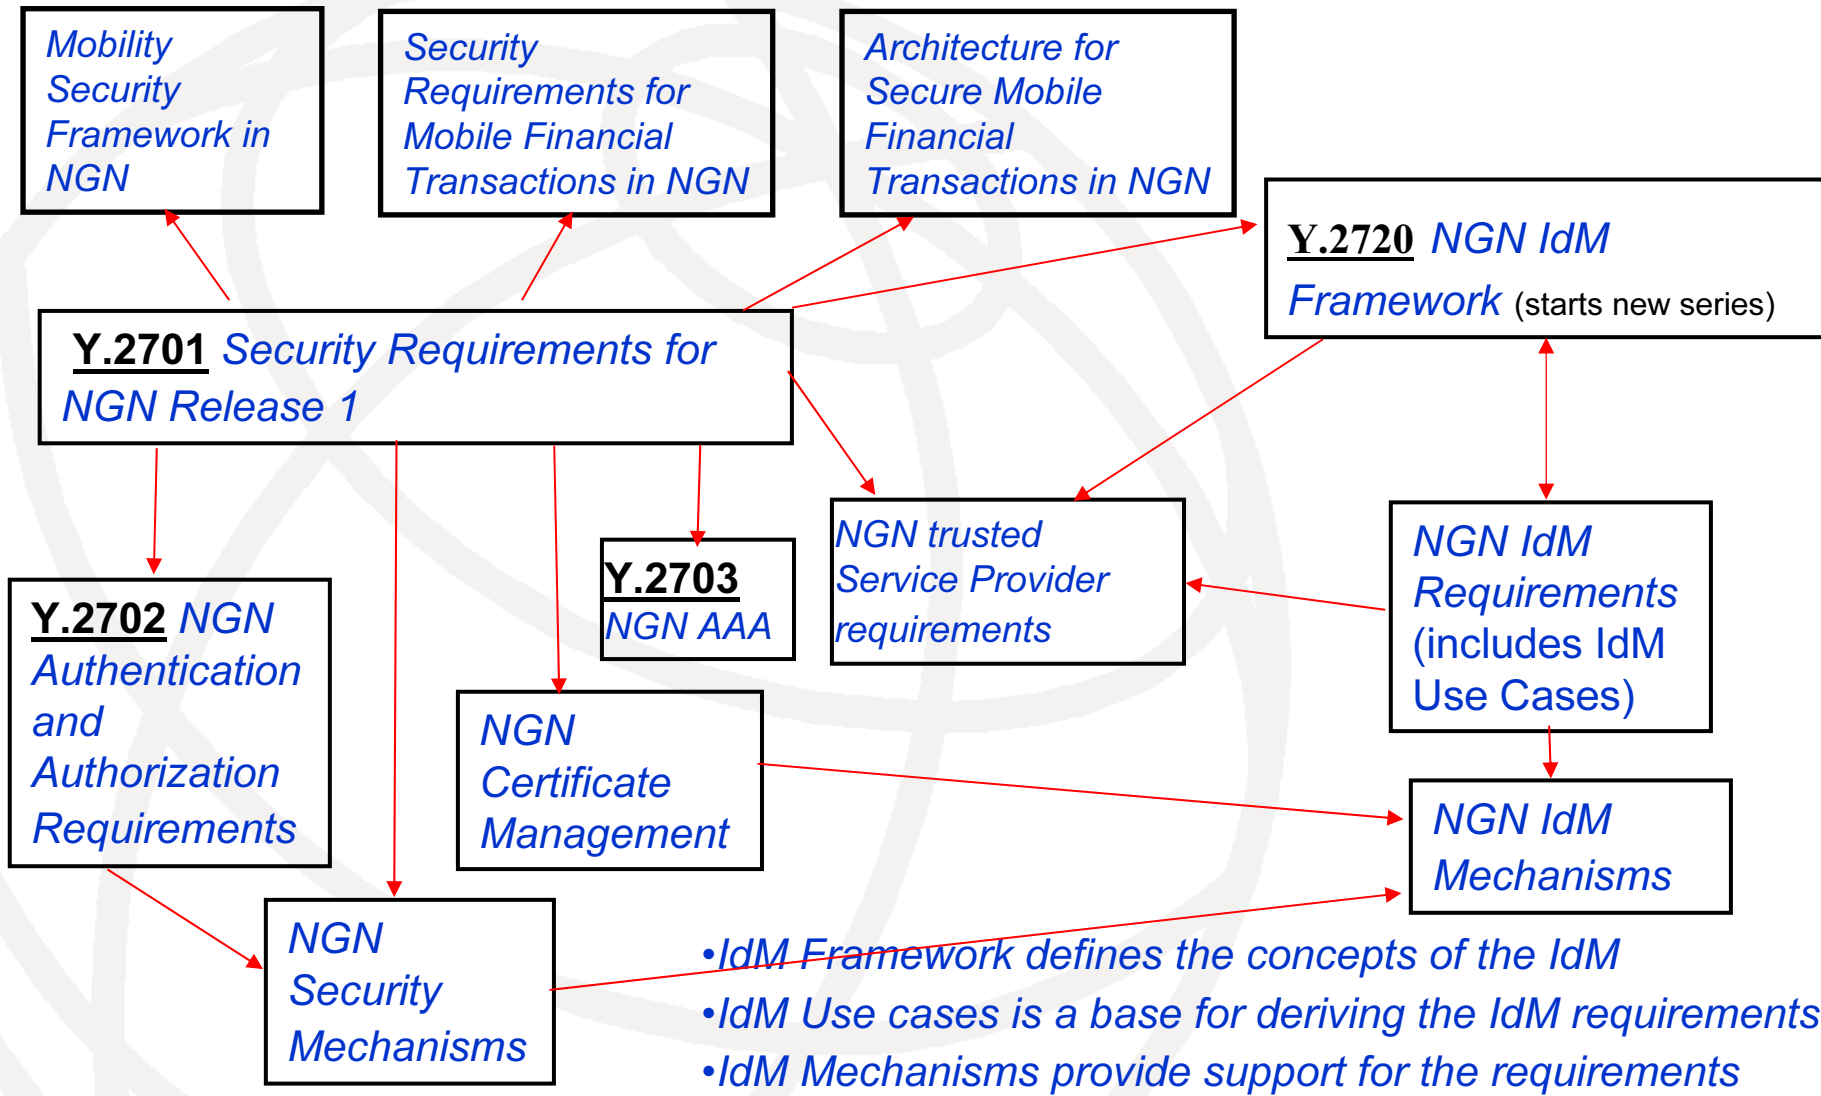 Mobility
Security
Framework in
NGN
Security
Requirements for
Mobile Financial
Transactions in NGN
Architecture for
Secure Mobile
Financial
Transactions in NGN
Y.2720 NGN IdM
Framework (starts new series)
Y.2701 Security Requirements for
NGN Release 1
Y.2702 NGN
Authentication
and
Authorization
Requirements
Y.2703
NGN AAA
NGN trusted
Service Provider
requirements
NGN IdM
Requirements
(includes IdM
Use Cases)
NGN
Certificate
Management
NGN IdM
Mechanisms
NGN
Security
Mechanisms
•IdM Framework defines the concepts of the IdM
•IdM Use cases is a base for deriving the IdM requirements
•IdM Mechanisms provide support for the requirements